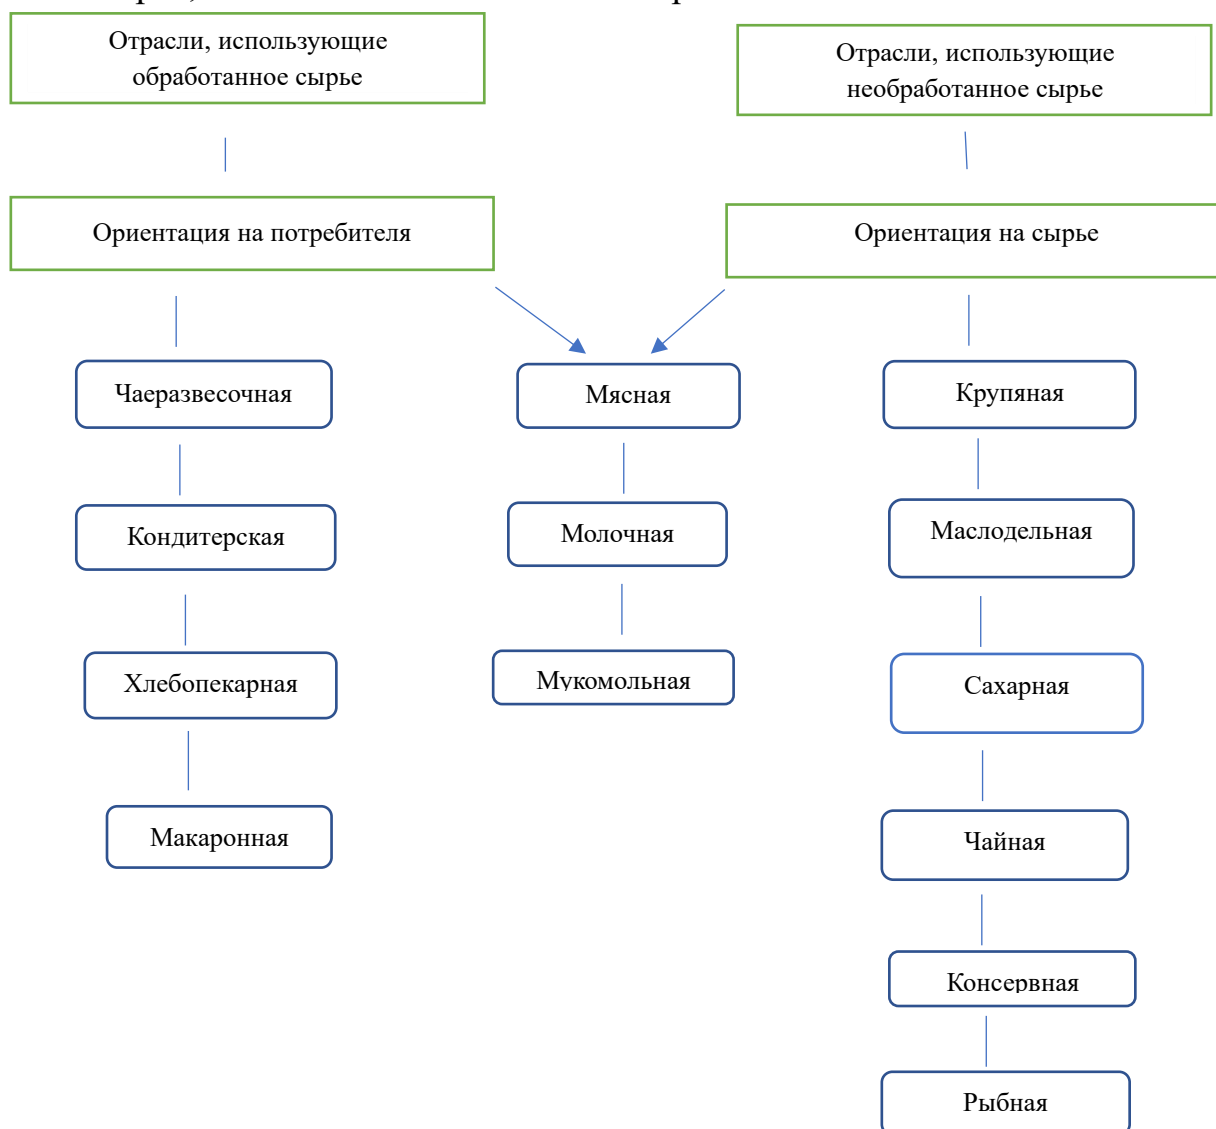 Отрасли, использующие
обработанное сырье
Отрасли, использующие
необработанное сырье
Ориентация на потребителя
Ориентация на сырье
Чаеразвесочная
Мясная
Крупяная
Кондитерская
Молочная
Маслодельная
Хлебопекарная
Мукомольная
Сахарная
Макаронная
Чайная
Консервная
Рыбная